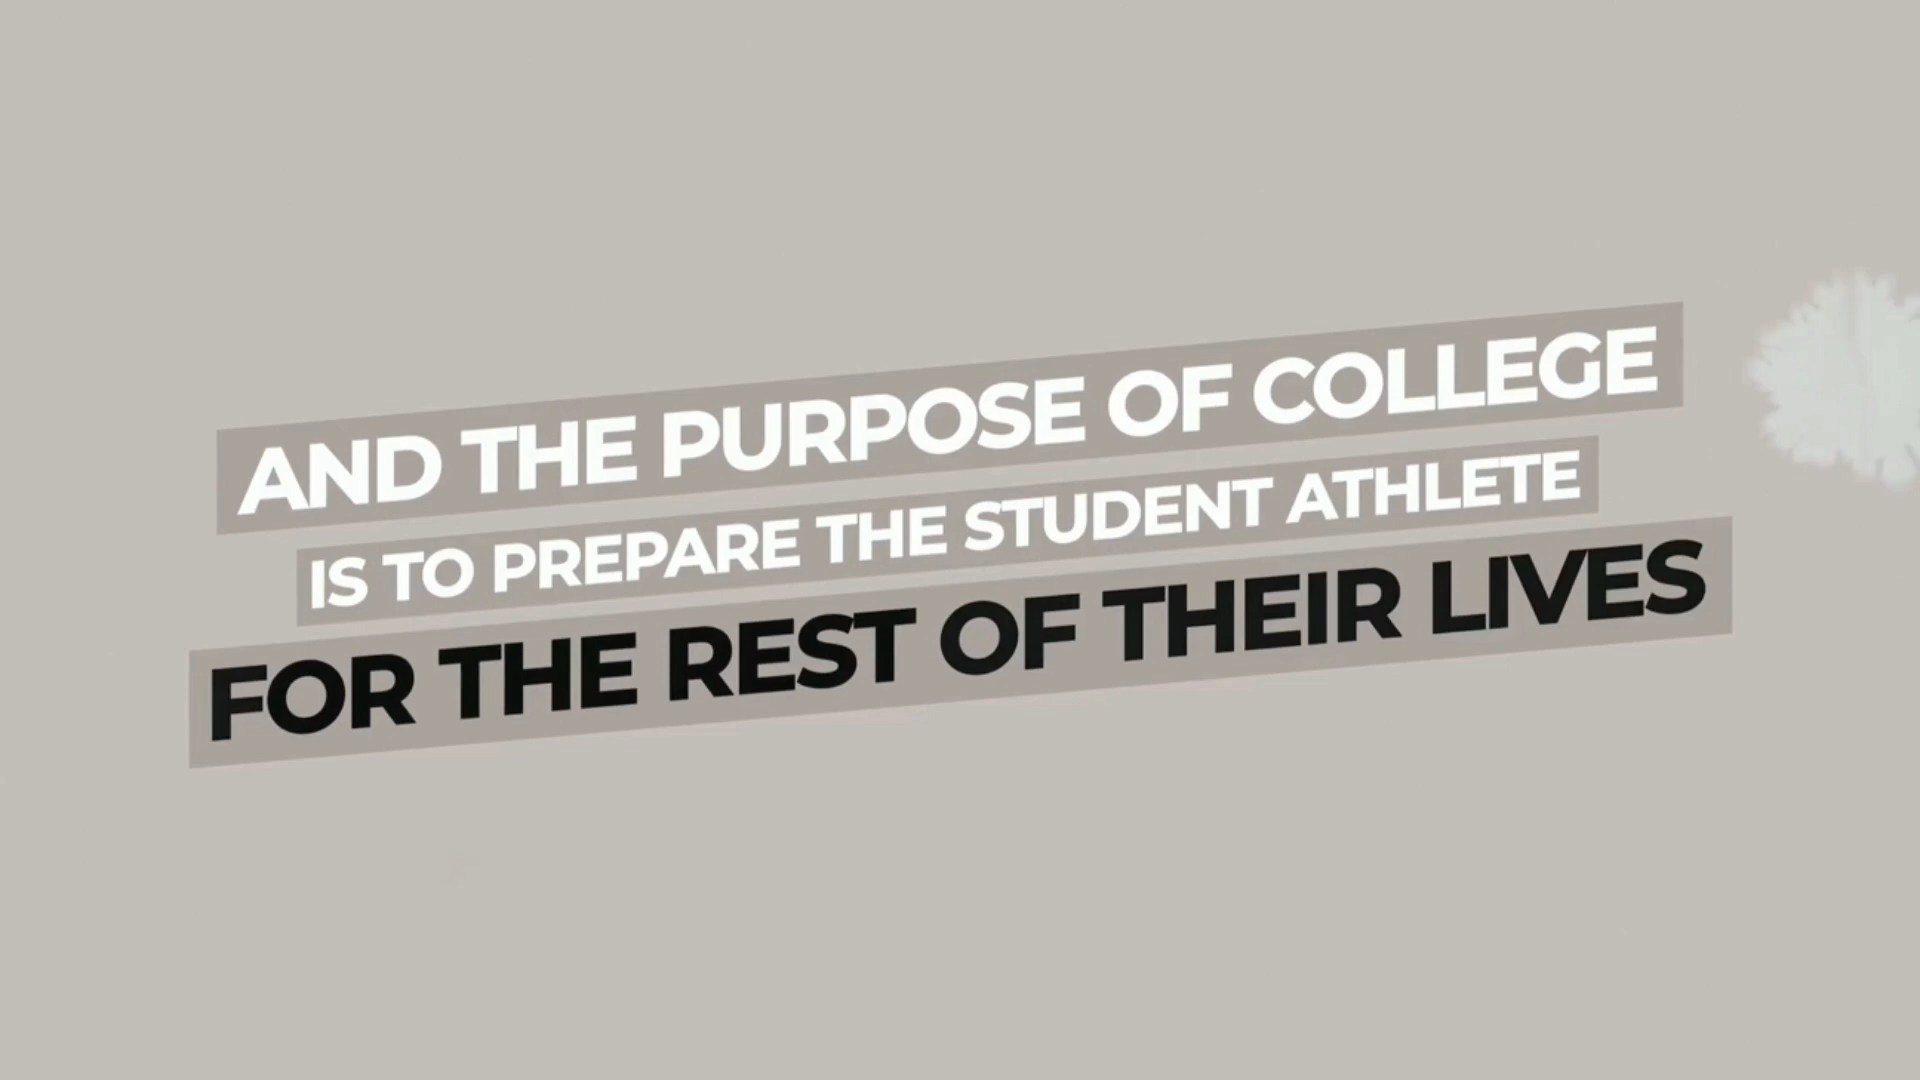 AND THE PURPOSE OF COLLEGE
IS TO PREPARE THE STUDENT ATHLETE
FOR THE REST OF THEIR LIVES